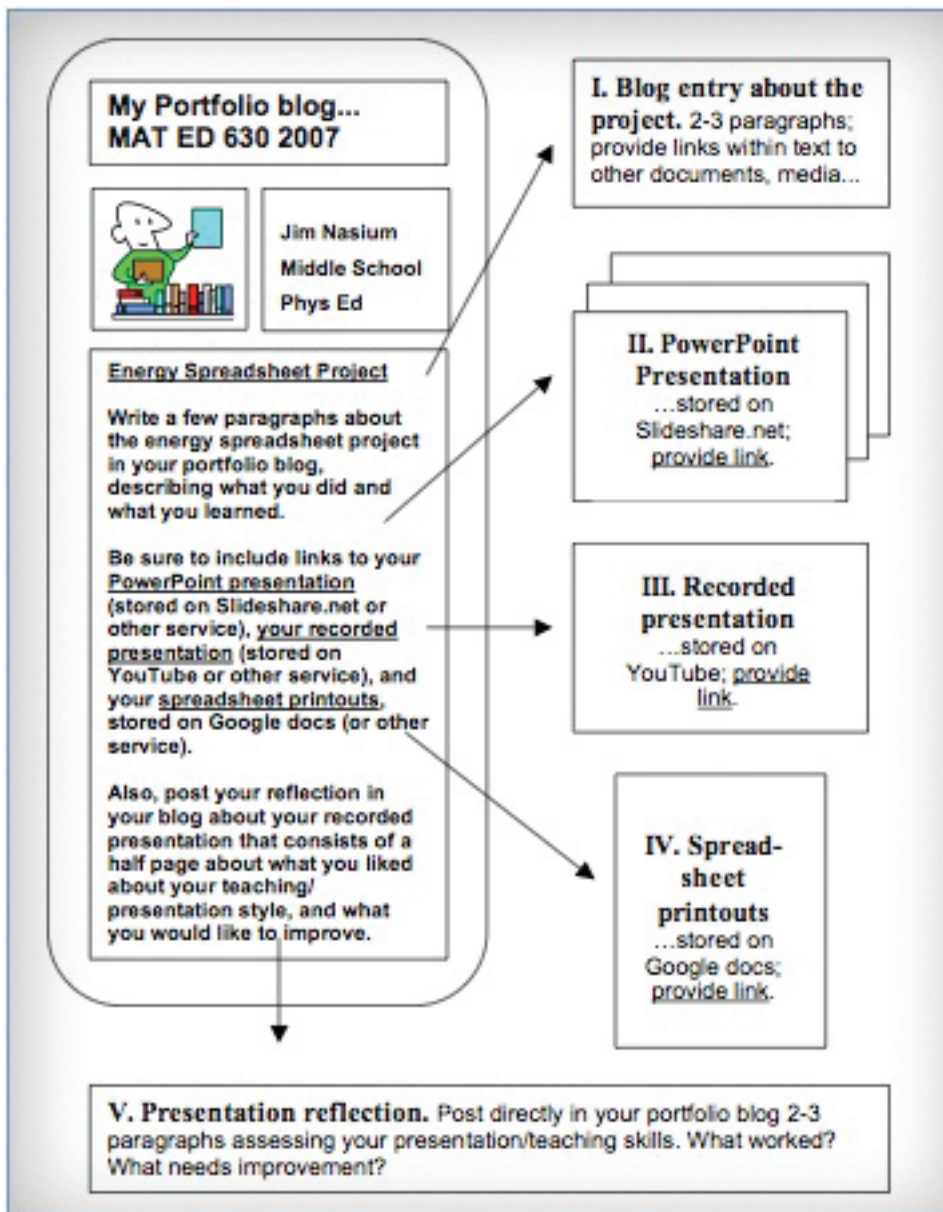 My Portfolio blog...
MAT ED 630 2007
Jim Nasium
Middle School
Phys Ed
Energy Spreadsheet Project
Write a few paragraphs about
the energy spreadsheet project
in your portfolio blog,
describing what you did and
what you learned.
Be sure to include links to your
PowerPoint presentation
(stored on Slideshare.net or
other service), your recorded
presentation (stored on
YouTube or other service), and
your spreadsheet printouts,
stored on Google docs (or other
service).
Also, post your reflection in
your blog about your recorded
presentation that consists of a
half page about what you liked
about your teaching/
presentation style, and what
you would like to improve.
I. Blog entry about the
project. 2-3 paragraphs;
provide links within text to
other documents, media...
II. PowerPoint
Presentation
...stored on
Slideshare.net;
provide link.
III. Recorded
presentation
...stored on
YouTube; provide
link.
IV. Spread-
sheet
printouts
...stored on
Google docs;
provide link.
V. Presentation reflection. Post directly in your portfolio blog 2-3
paragraphs assessing your presentation/teaching skills. What worked?
What needs improvement?